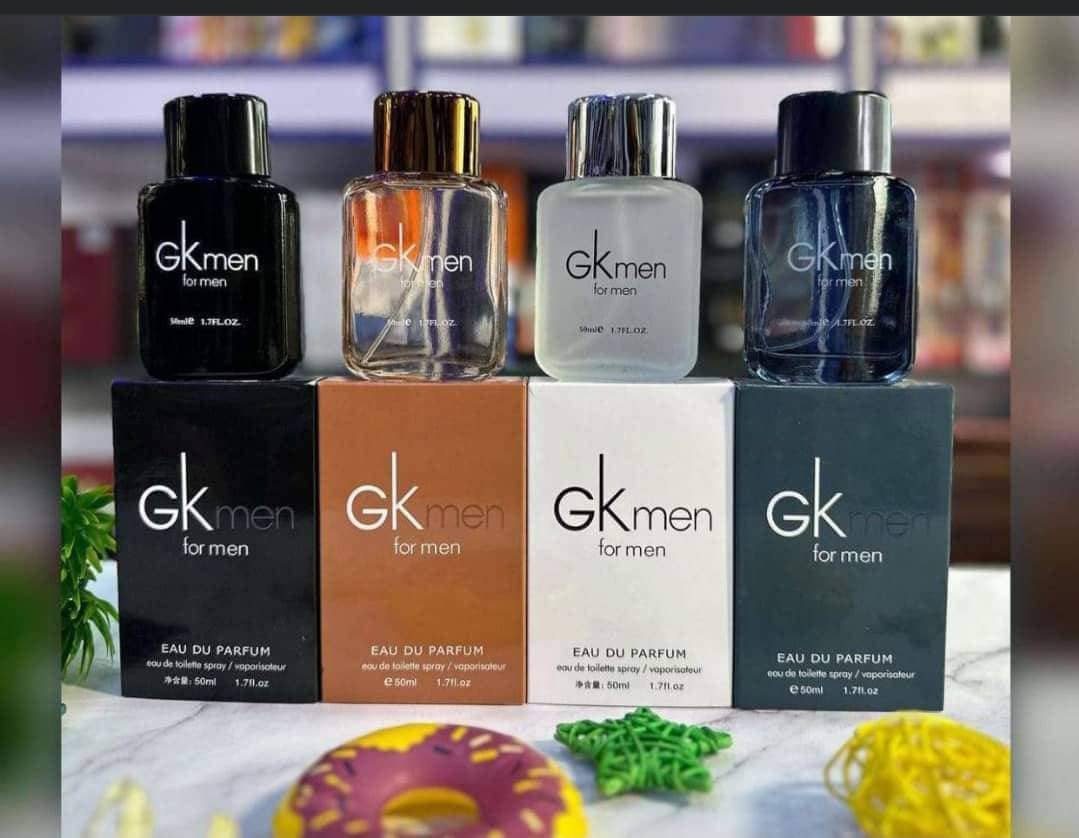 GKmen
for men
50ml e 1.7FL.OZ.
GKmen
for men
50ml e 1.7FL.OZ.
GKmen
for men
50ml e 1.7FL.OZ.
GKmen
for men
50ml e 1.7FL.OZ.
GKmen
for men
EAU DU PARFUM
eau de toilette spray / vaporisateur
净含量: 50ml 1.7fl.oz
GKmen
for men
EAU DU PARFUM
eau de toilette spray / vaporisateur
e 50ml 1.7fl.oz
GKmen
for men
EAU DU PARFUM
eau de toilette spray / vaporisateur
净含量: 50ml 1.7fl.oz
GKmen
for men
EAU DU PARFUM
eau de toilette spray / vaporisateur
e 50ml 1.7fl.oz